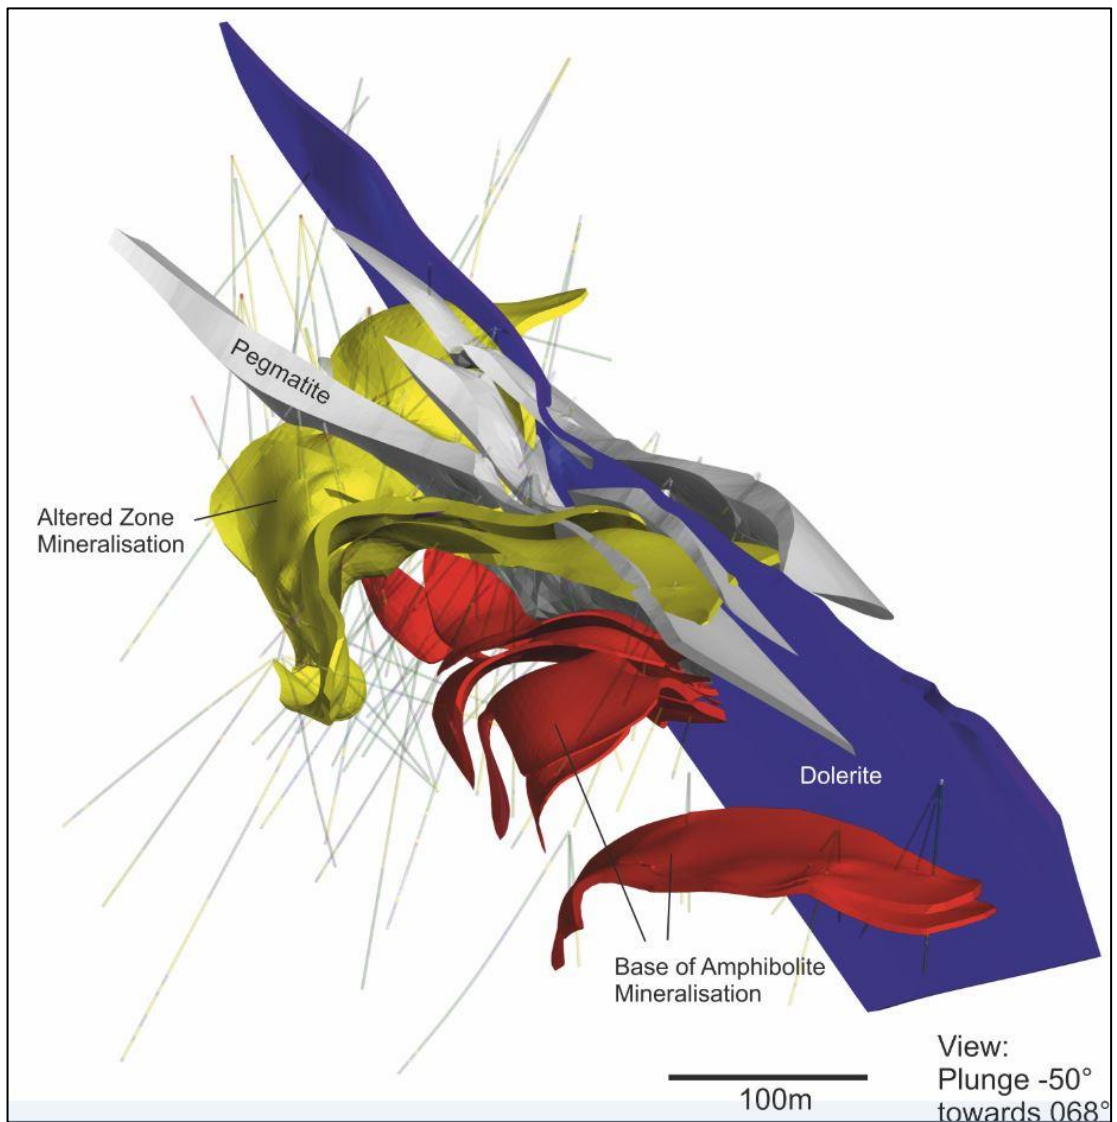 Pegmatite
Altered Zone
Mineralisation
Dolerite
Base of Amphibolite
Mineralisation
100m
View:
Plunge -50°
towards 068°